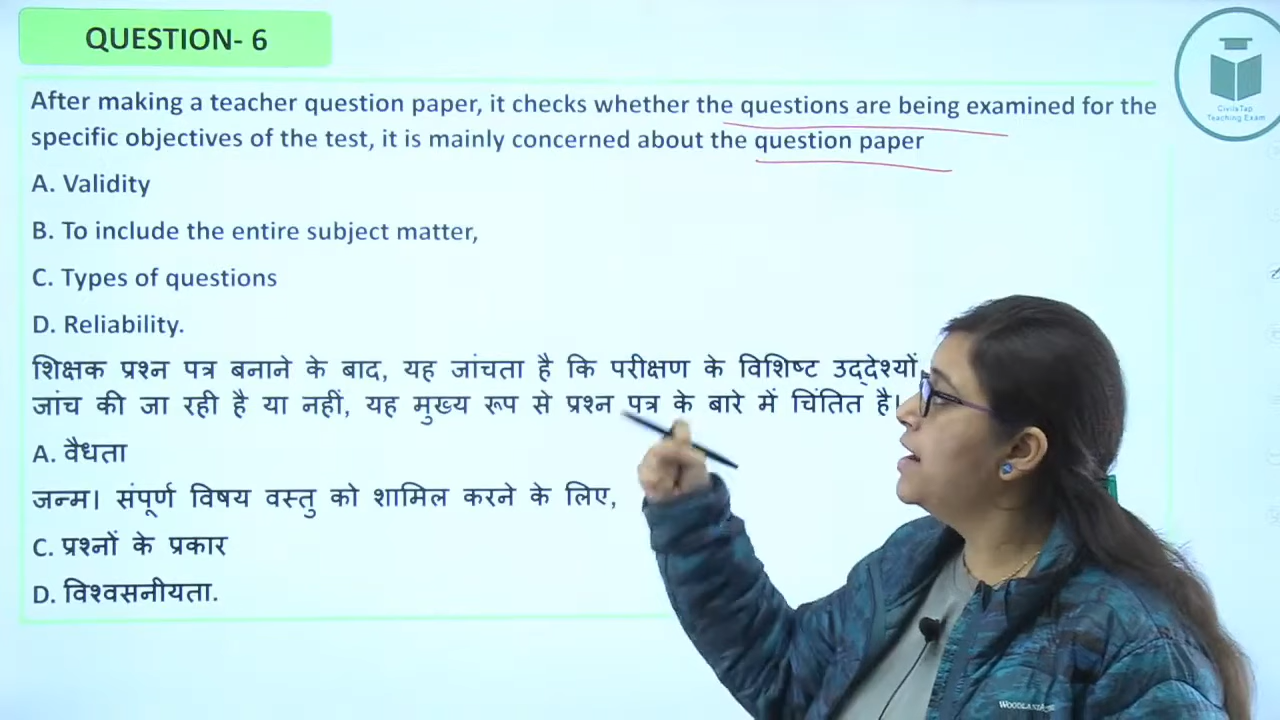 QUESTION- 6
CivilsTap
Teaching Exam
After making a teacher question paper, it checks whether the questions are being examined for the
specific objectives of the test, it is mainly concerned about the question paper
A. Validity
B. To include the entire subject matter,
C. Types of questions
D. Reliability.
शिक्षक प्रश्न पत्र बनाने के बाद, यह जांचता है कि परीक्षण के विशिष्ट उद्देश्यों
जांच की जा रही है या नहीं, यह मुख्य रूप से प्रश्न पत्र के बारे में चिंतित है।
A. वैधता
जन्म। संपूर्ण विषय वस्तु को शामिल करने के लिए,
C. प्रश्नों के प्रकार
D. विश्वसनीयता.